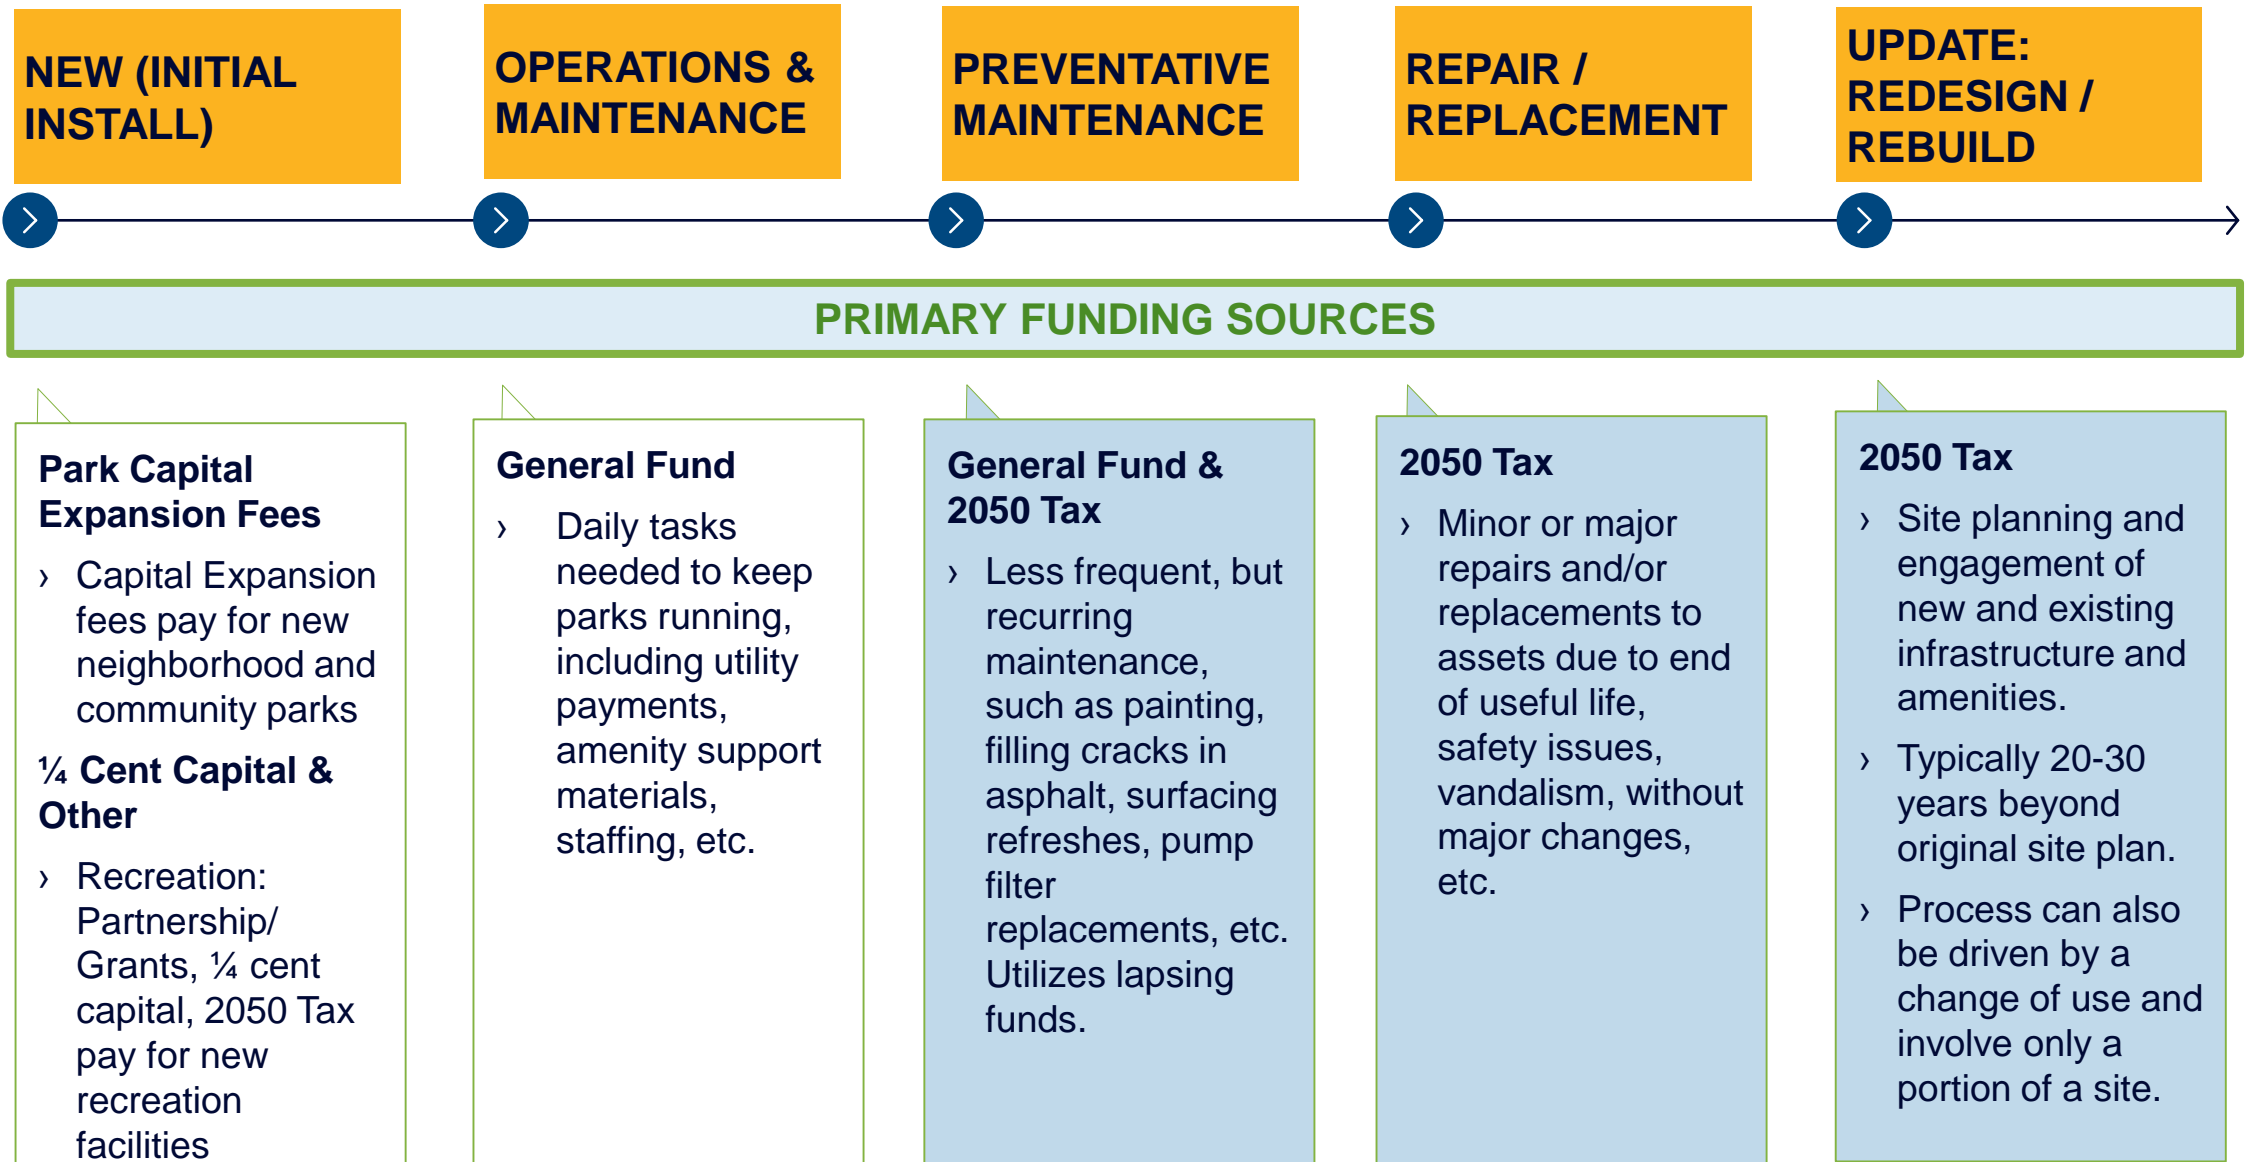 NEW (INITIAL
INSTALL)
OPERATIONS &
MAINTENANCE
PREVENTATIVE
MAINTENANCE
REPAIR /
REPLACEMENT
UPDATE:
REDESIGN /
REBUILD
PRIMARY FUNDING SOURCES
Park Capital
Expansion Fees
› Capital Expansion
fees pay for new
neighborhood and
community parks
¼ Cent Capital &
Other
› Recreation:
Partnership/
Grants, ¼ cent
capital, 2050 Tax
pay for new
recreation
facilities
General Fund
› Daily tasks
needed to keep
parks running,
including utility
payments,
amenity support
materials,
staffing, etc.
General Fund &
2050 Tax
› Less frequent, but
recurring
maintenance,
such as painting,
filling cracks in
asphalt, surfacing
refreshes, pump
filter
replacements, etc.
Utilizes lapsing
funds.
2050 Tax
› Minor or major
repairs and/or
replacements to
assets due to end
of useful life,
safety issues,
vandalism, without
major changes,
etc.
2050 Tax
› Site planning and
engagement of
new and existing
infrastructure and
amenities.
› Typically 20-30
years beyond
original site plan.
› Process can also
be driven by a
change of use and
involve only a
portion of a site.